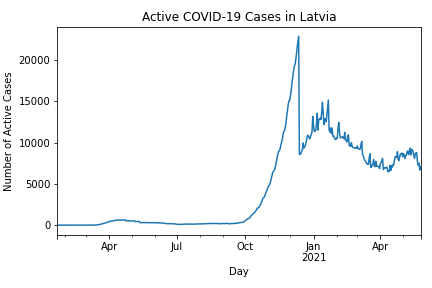 Active COVID-19 Cases in Latvia
Number of Active Cases
20000
15000
10000
5000
0
Apr
Jul
Oct
Jan
2021
Apr
Day